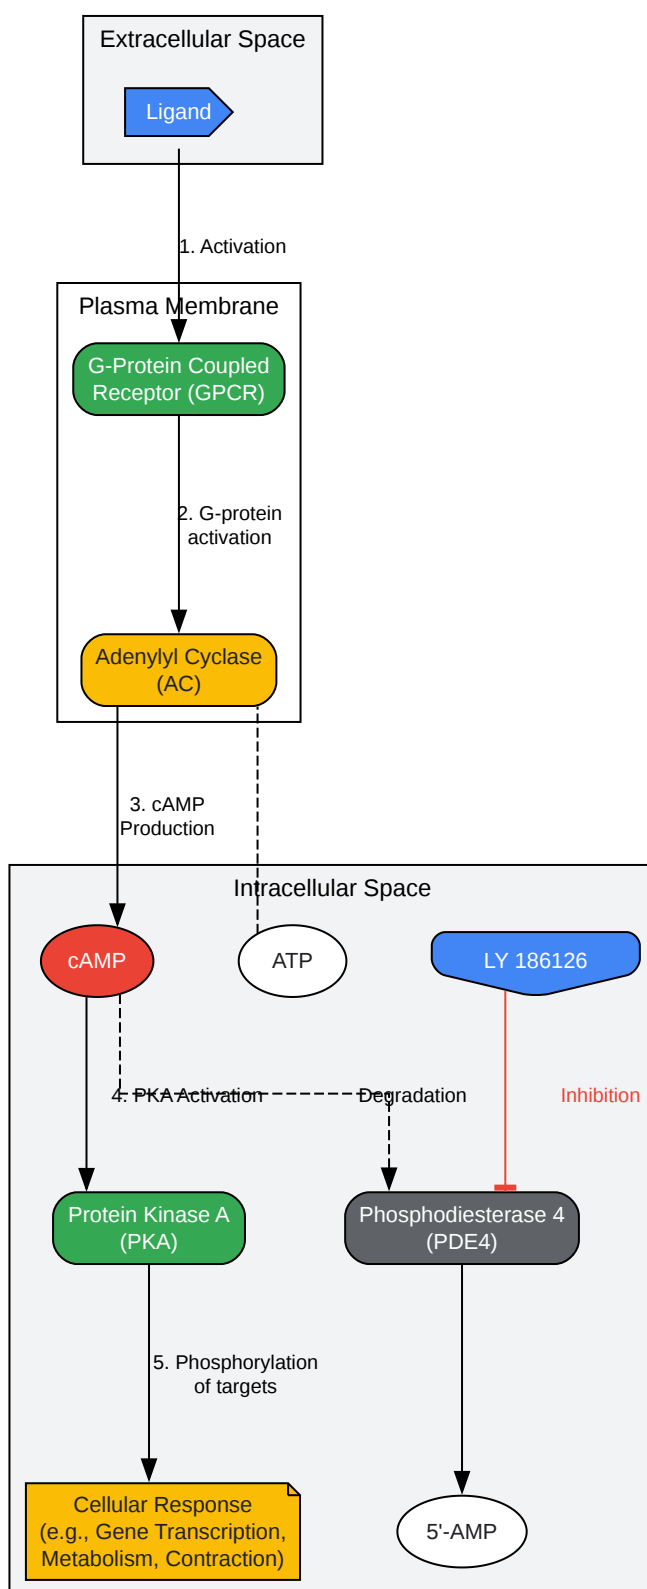 Extracellular Space
Ligand
1. Activation
Plasma Membrane
G-Protein Coupled
Receptor (GPCR)
2. G-protein
activation
Adenylyl Cyclase
(AC)
3. cAMP
Production
Intracellular Space
cAMP
ATP
LY 186126
4. PKA Activation
Degradation
Inhibition
Protein Kinase A
(PKA)
Phosphodiesterase 4
(PDE4)
5. Phosphorylation
of targets
Cellular Response
(e.g., Gene Transcription,
Metabolism, Contraction)
5'-AMP